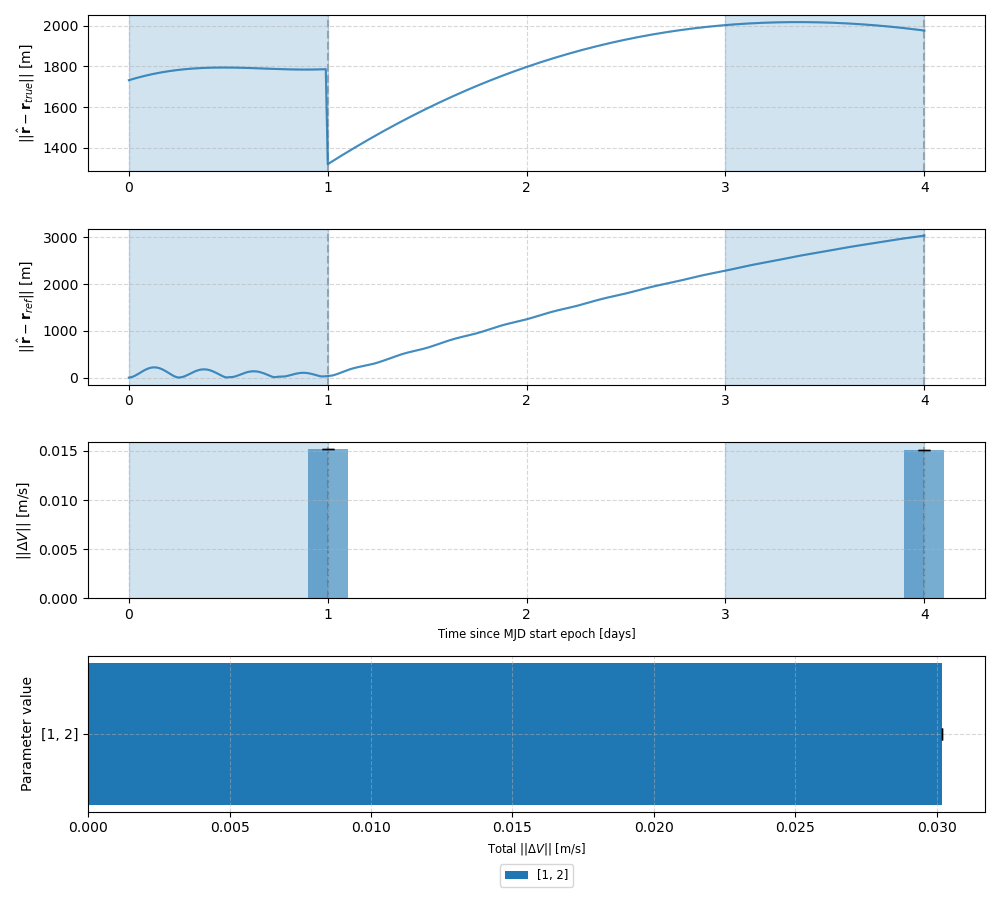 2000
1800
1600
1400
||r̂ − r_true|| [m]
0 1 2 3 4
3000
2000
1000
0
||r̂ − r_ref|| [m]
0 1 2 3 4
0.015
0.010
0.005
0.000
||ΔV|| [m/s]
0 1 2 3 4
Time since MJD start epoch [days]
Parameter value
[1, 2]
0.000 0.005 0.010 0.015 0.020 0.025 0.030
Total ||ΔV|| [m/s]
[1, 2]